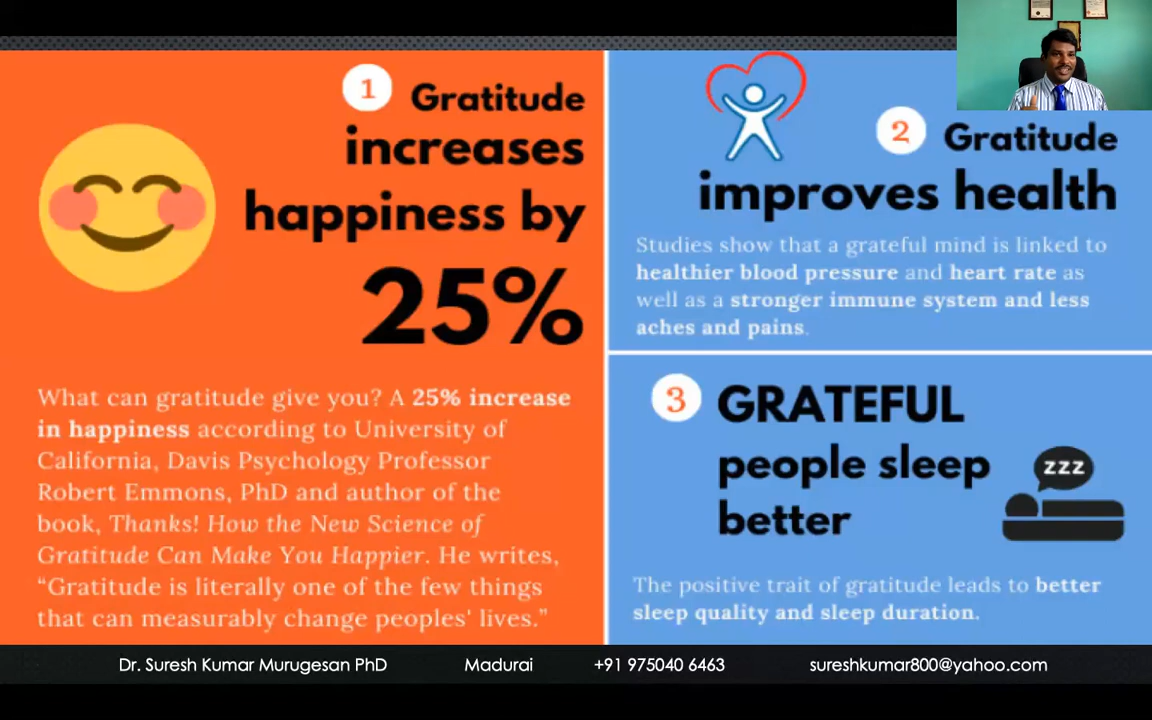 1
Gratitude
increases
happiness by
25%
What can gratitude give you? A 25% increase
in happiness according to University of
California, Davis Psychology Professor
Robert Emmons, PhD and author of the
book, Thanks! How the New Science of
Gratitude Can Make You Happier. He writes,
“Gratitude is literally one of the few things
that can measurably change peoples' lives.”
2
Gratitude
improves health
Studies show that a grateful mind is linked to
healthier blood pressure and heart rate as
well as a stronger immune system and less
aches and pains.
3
GRATEFUL
people sleep
better
zzz
The positive trait of gratitude leads to better
sleep quality and sleep duration.
Dr. Suresh Kumar Murugesan PhD Madurai +91 975040 6463 sureshkumar800@yahoo.com